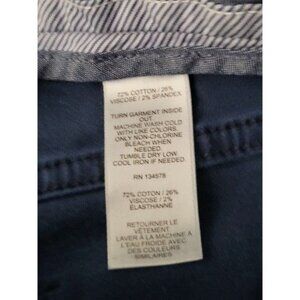 72% COTTON / 26%
VISCOSE / 2% SPANDEX
TURN GARMENT INSIDE
OUT.
MACHINE WASH COLD
WITH LIKE COLORS.
ONLY NON-CHLORINE
BLEACH WHEN
NEEDED.
TUMBLE DRY LOW
COOL IRON IF NEEDED.
RN 134578
72% COTON / 26%
VISCOSE / 2%
ELASTHANNE
RETOURNER LE
VÊTEMENT.
LAVER À LA MACHINE À
L'EAU FROIDE AVEC
DES COULEURS
SIMILAIRES